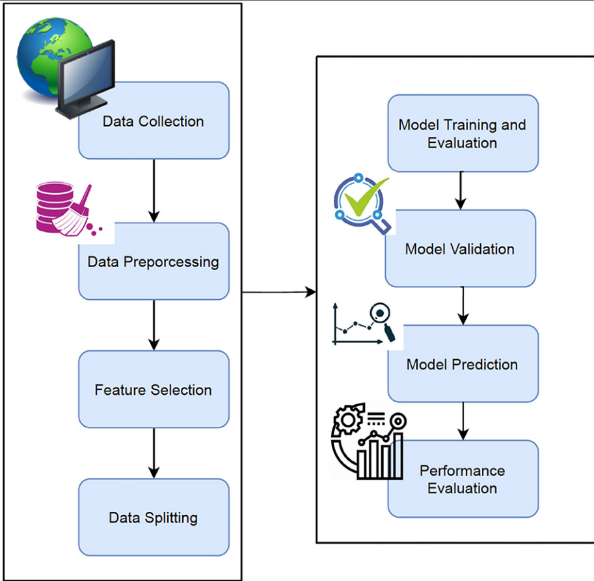 Data Collection
Data Preporcessing
Feature Selection
Data Splitting
Model Training and
Evaluation
Model Validation
Model Prediction
Performance
Evaluation